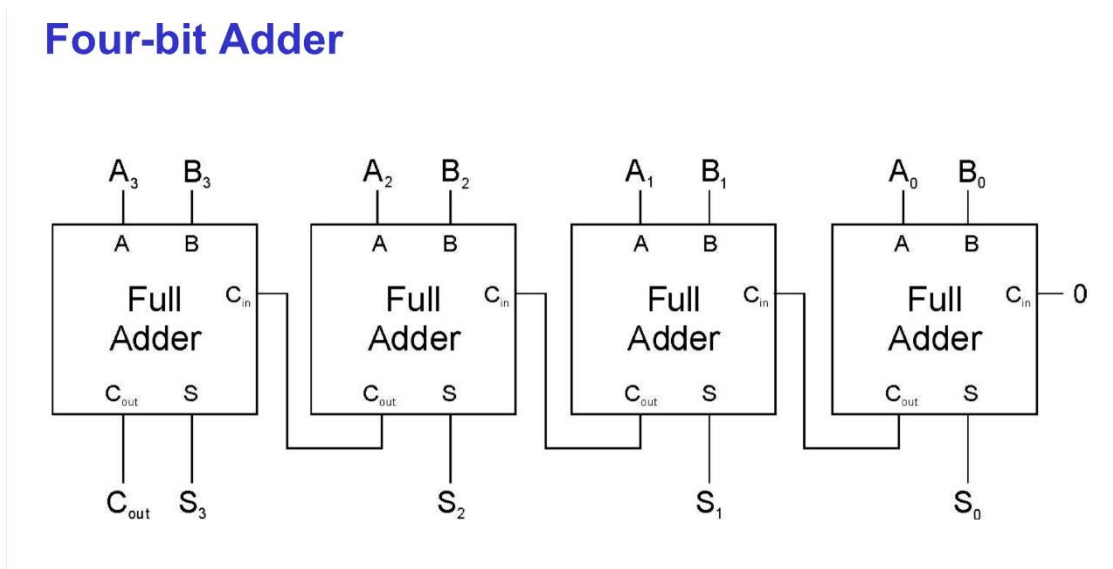 Four-bit Adder
A₃ B₃ A₂ B₂ A₁ B₁ A₀ B₀
A B A B A B A B
Full Cᵢₙ Full Cᵢₙ Full Cᵢₙ Full Cᵢₙ 0
Adder Adder Adder Adder
Cₒᵤₜ S Cₒᵤₜ S Cₒᵤₜ S Cₒᵤₜ S
Cₒᵤₜ S₃ S₂ S₁ S₀